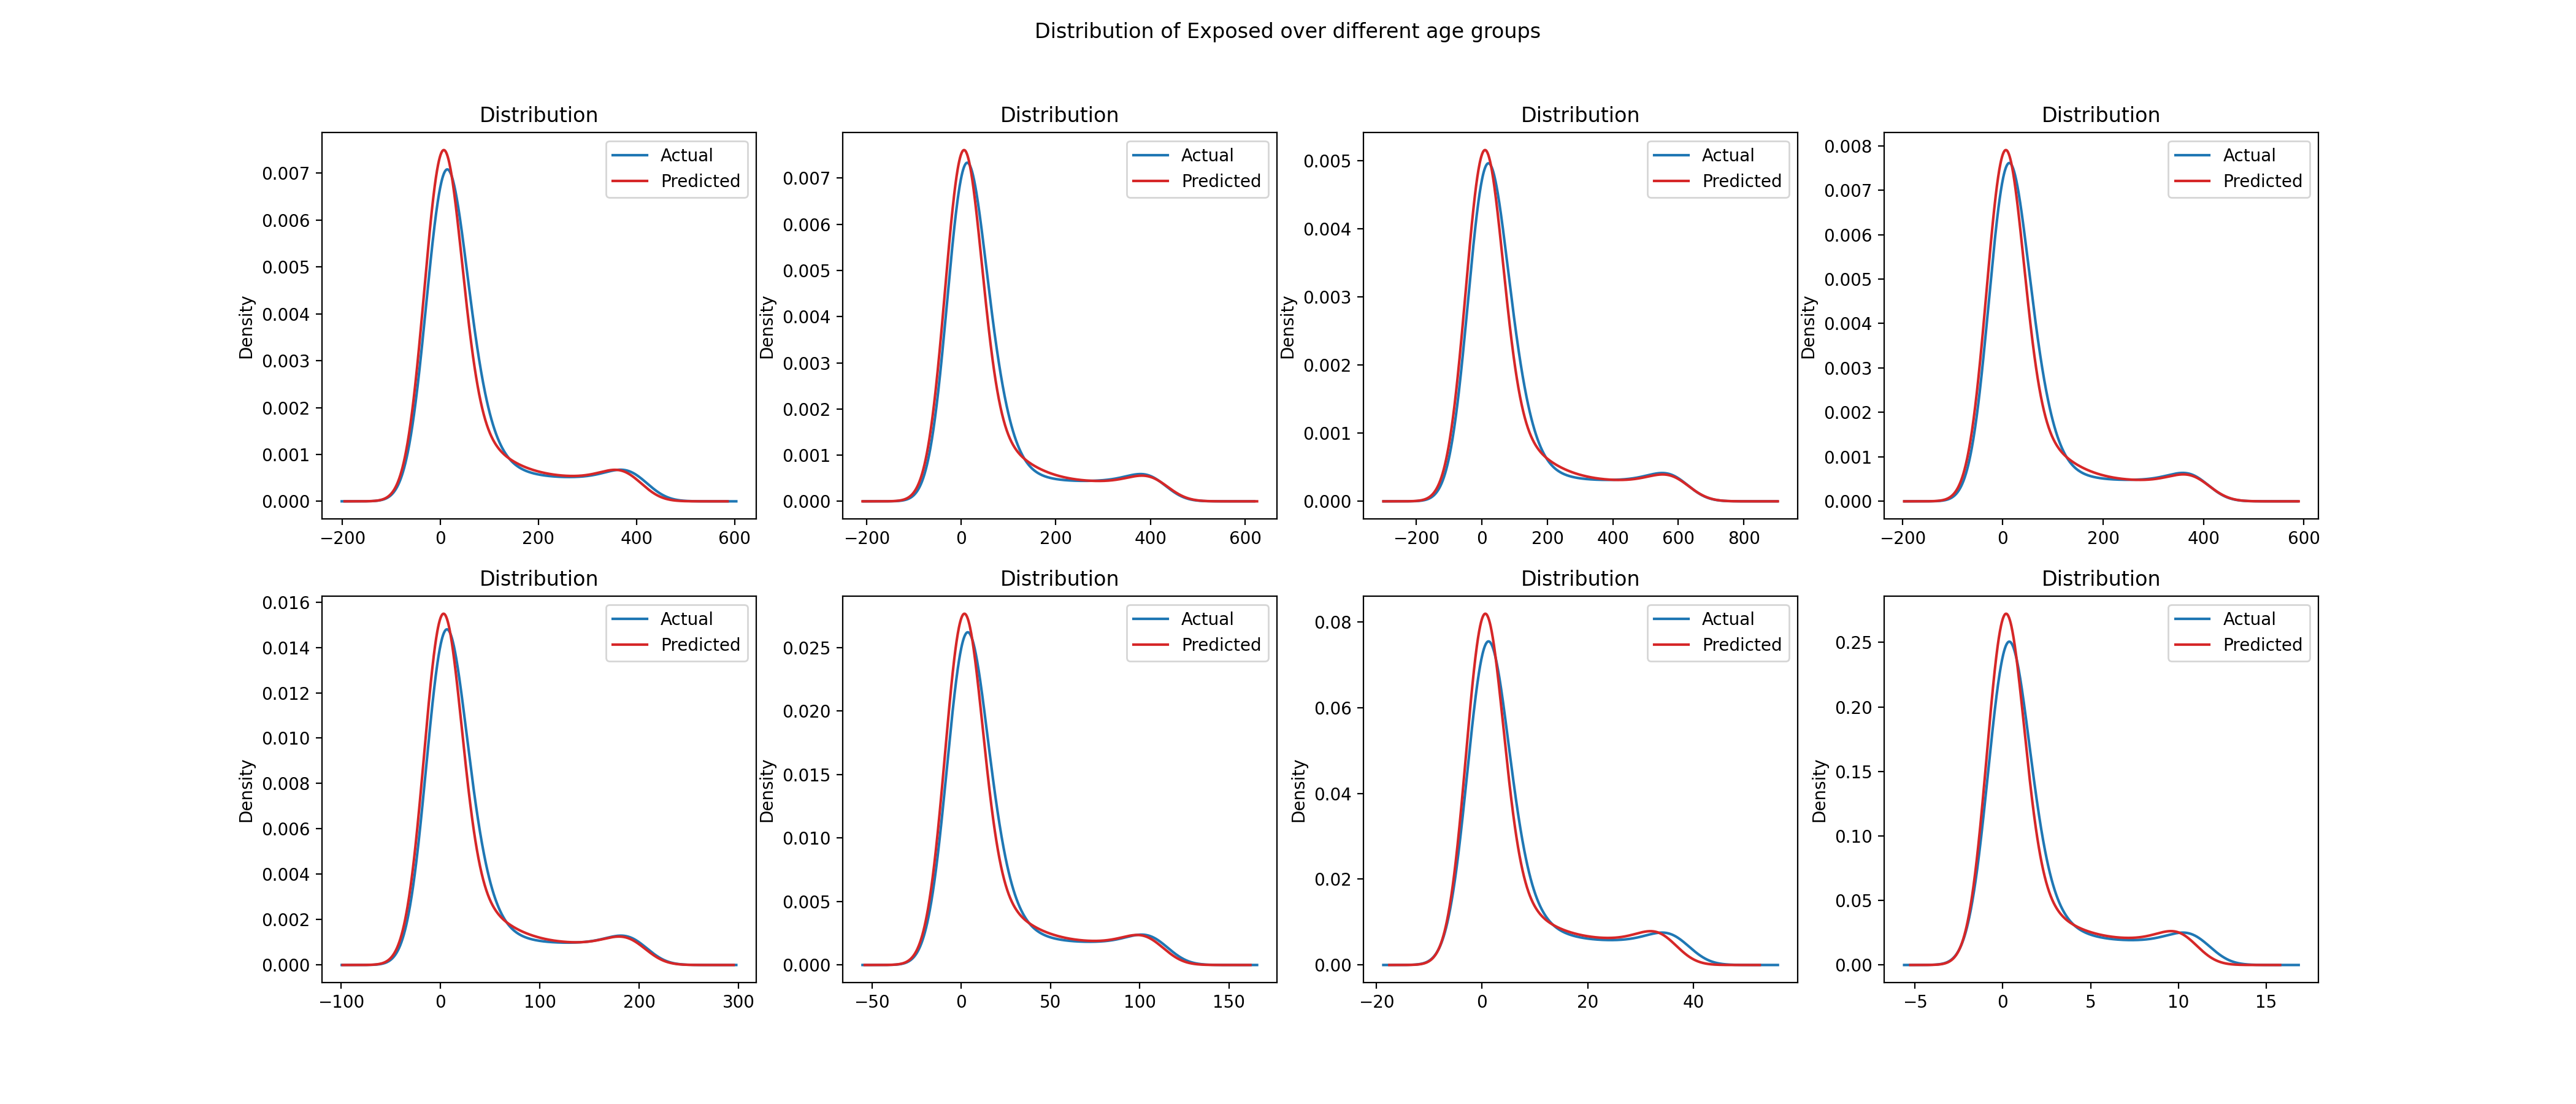 Distribution of Exposed over different age groups
Distribution
Density
0.007
0.006
0.005
0.004
0.003
0.002
0.001
0.000
−200 0 200 400 600
Actual
Predicted
Distribution
Density
0.007
0.006
0.005
0.004
0.003
0.002
0.001
0.000
−200 0 200 400 600
Actual
Predicted
Distribution
Density
0.005
0.004
0.003
0.002
0.001
0.000
−200 0 200 400 600 800
Actual
Predicted
Distribution
Density
0.008
0.007
0.006
0.005
0.004
0.003
0.002
0.001
0.000
−200 0 200 400 600
Actual
Predicted
Distribution
Density
0.016
0.014
0.012
0.010
0.008
0.006
0.004
0.002
0.000
−100 0 100 200 300
Actual
Predicted
Distribution
Density
0.025
0.020
0.015
0.010
0.005
0.000
−50 0 50 100 150
Actual
Predicted
Distribution
Density
0.08
0.06
0.04
0.02
0.00
−20 0 20 40
Actual
Predicted
Distribution
Density
0.25
0.20
0.15
0.10
0.05
0.00
−5 0 5 10 15
Actual
Predicted